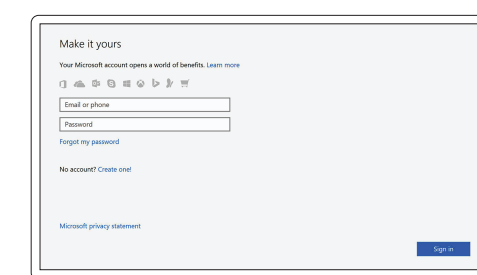 Make it yours
Your Microsoft account opens a world of benefits. Learn more
Email or phone
Password
Forgot my password
No account? Create one!
Microsoft privacy statement
Sign in